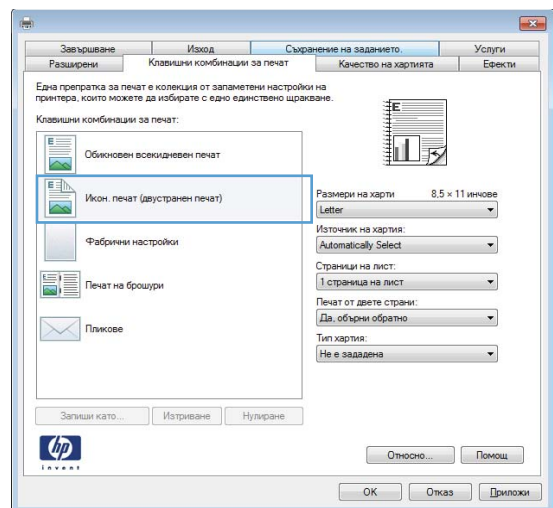 Завършване
Изход
Съхранение на заданието.
Услуги
Разширени
Клавишни комбинации за печат
Качество на хартията
Ефекти
Една препратка за печат е колекция от запаметени настройки на
принтера, които можете да избирате с едно единствено щракване.
Клавишни комбинации за печат:
Обикновен всекидневен печат
Икон. печат (двустранен печат)
Фабрични настройки
Печат на брошури
Пликове
E
Размери на харти 8,5 × 11 инчове
Letter
Източник на хартия:
Automatically Select
Страници на лист:
1 страница на лист
Печат от двете страни:
Да, обърни обратно
Тип хартия:
Не е зададена
Запиши като...
Изтриване
Нулиране
hp
invent
Относно...
Помощ
OK
Отказ
Приложи